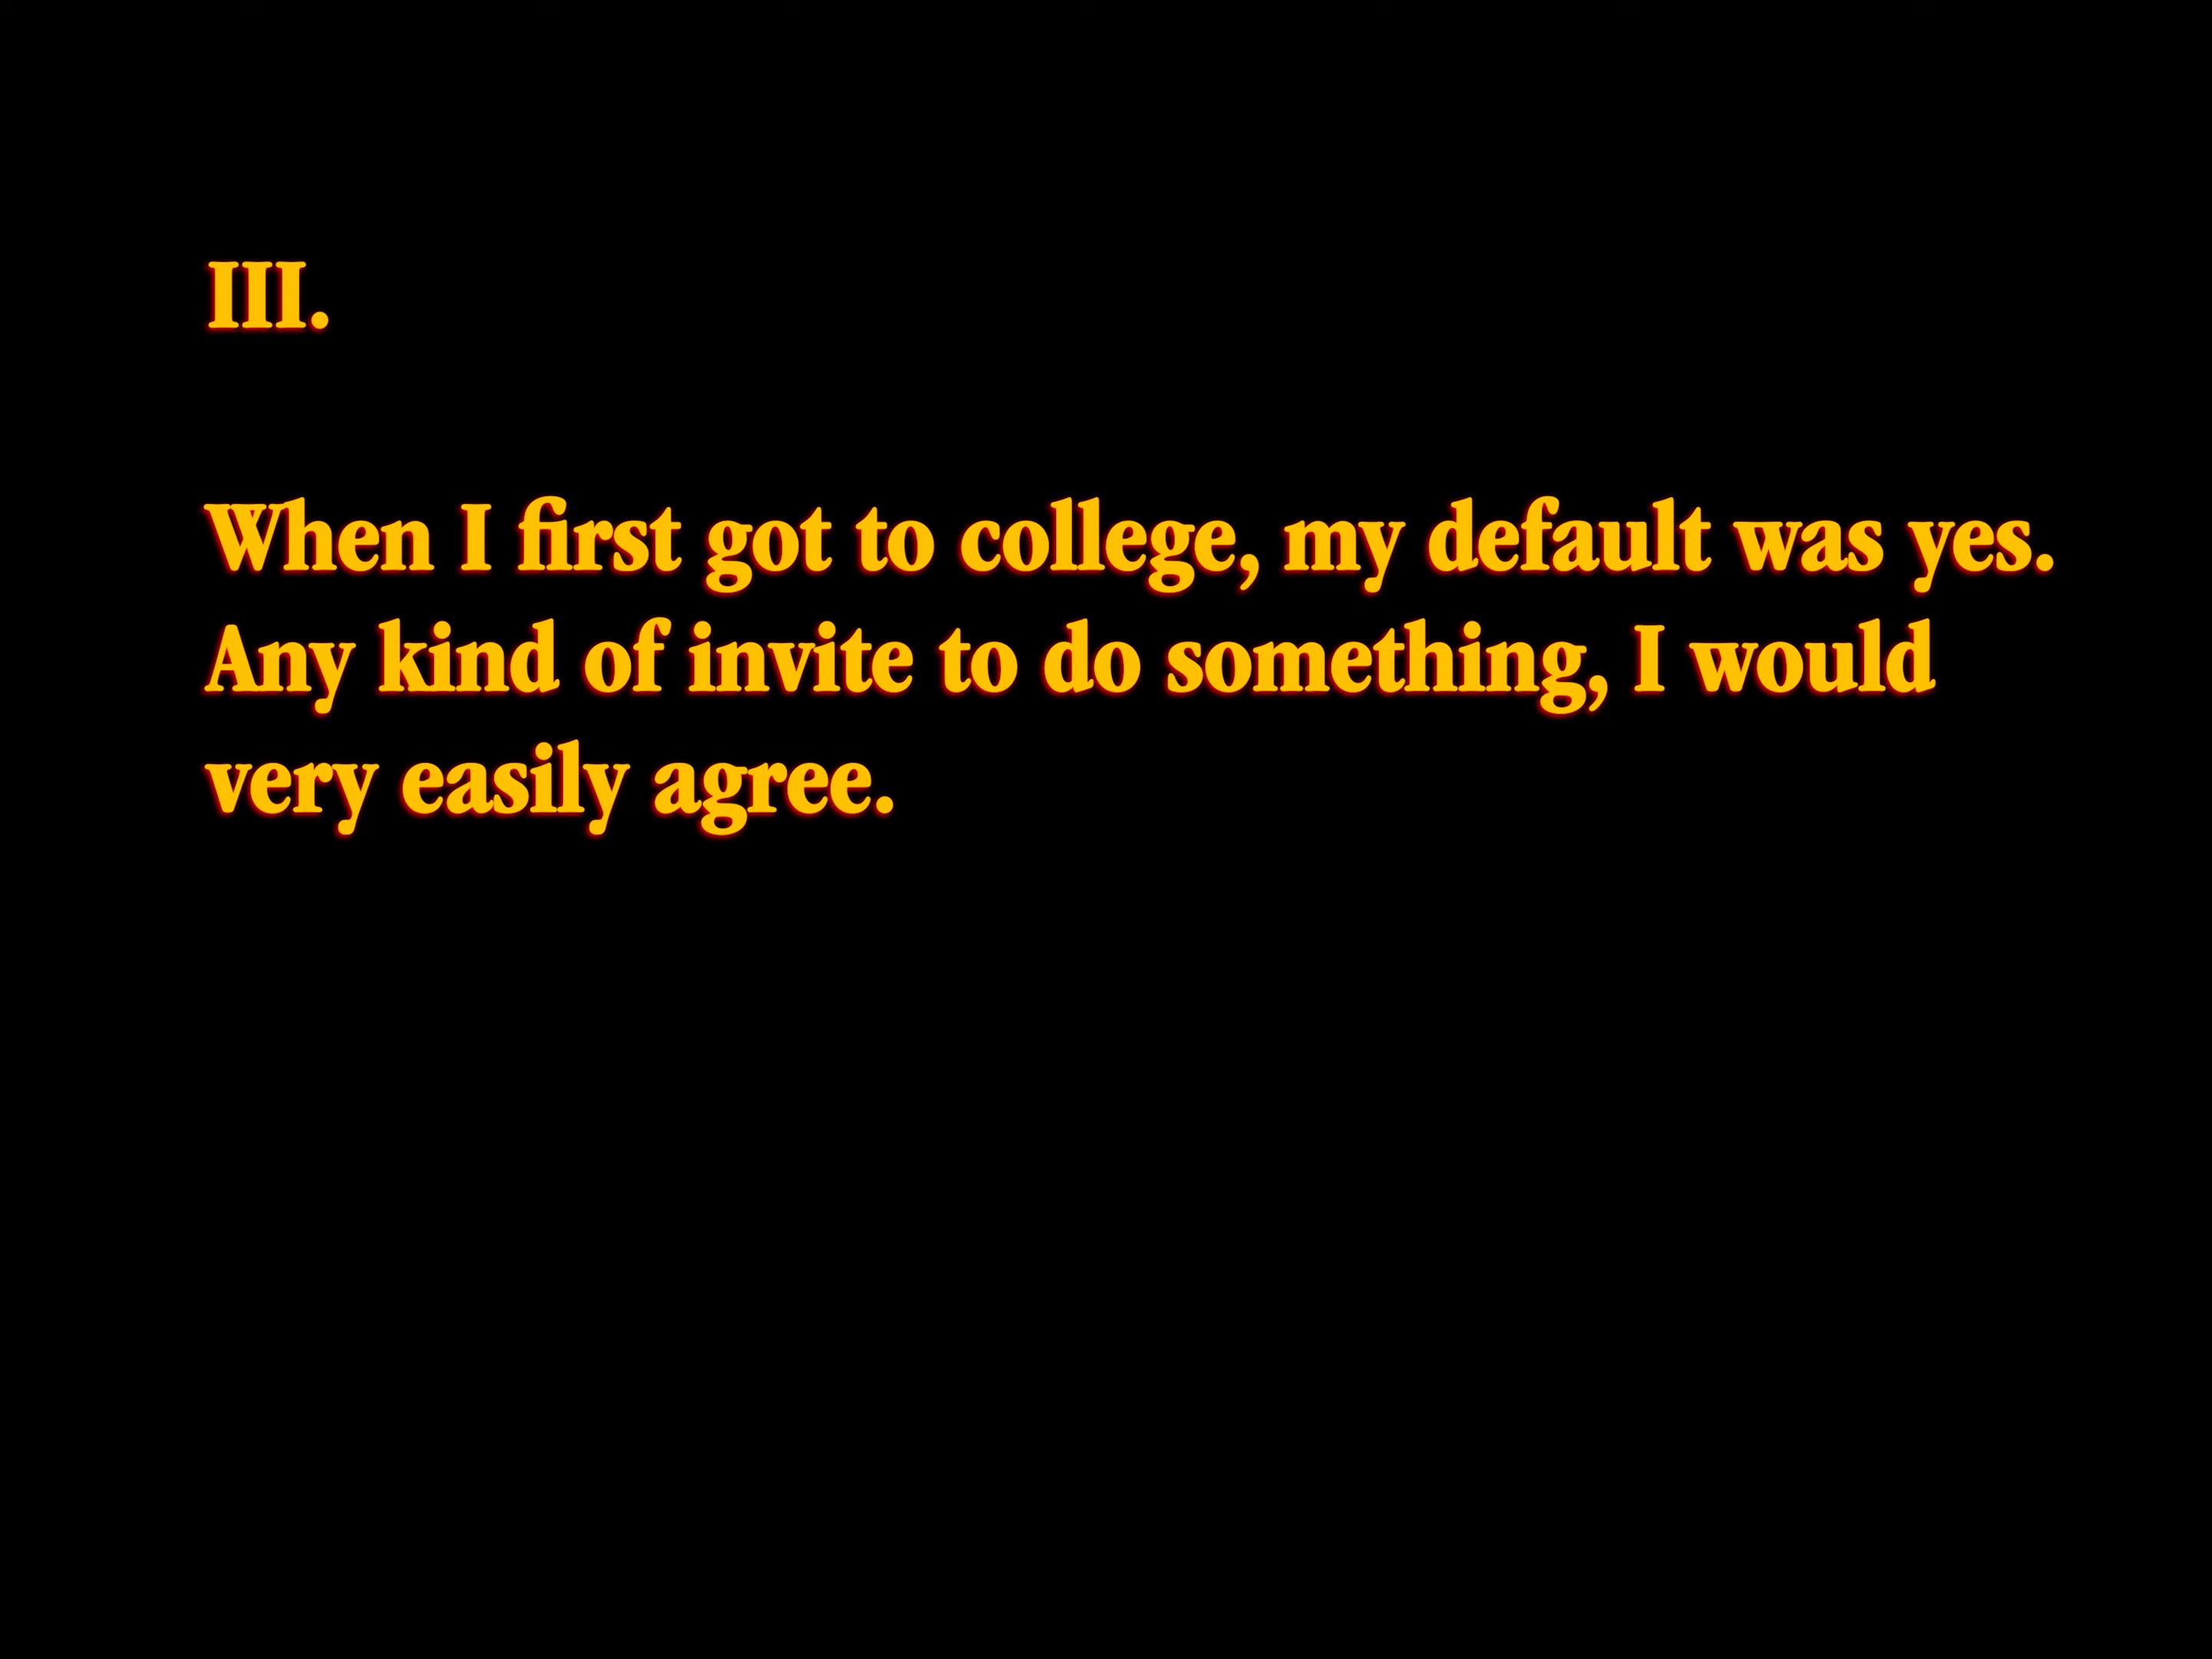 III.
When I first got to college, my default was yes.
Any kind of invite to do something, I would
very easily agree.